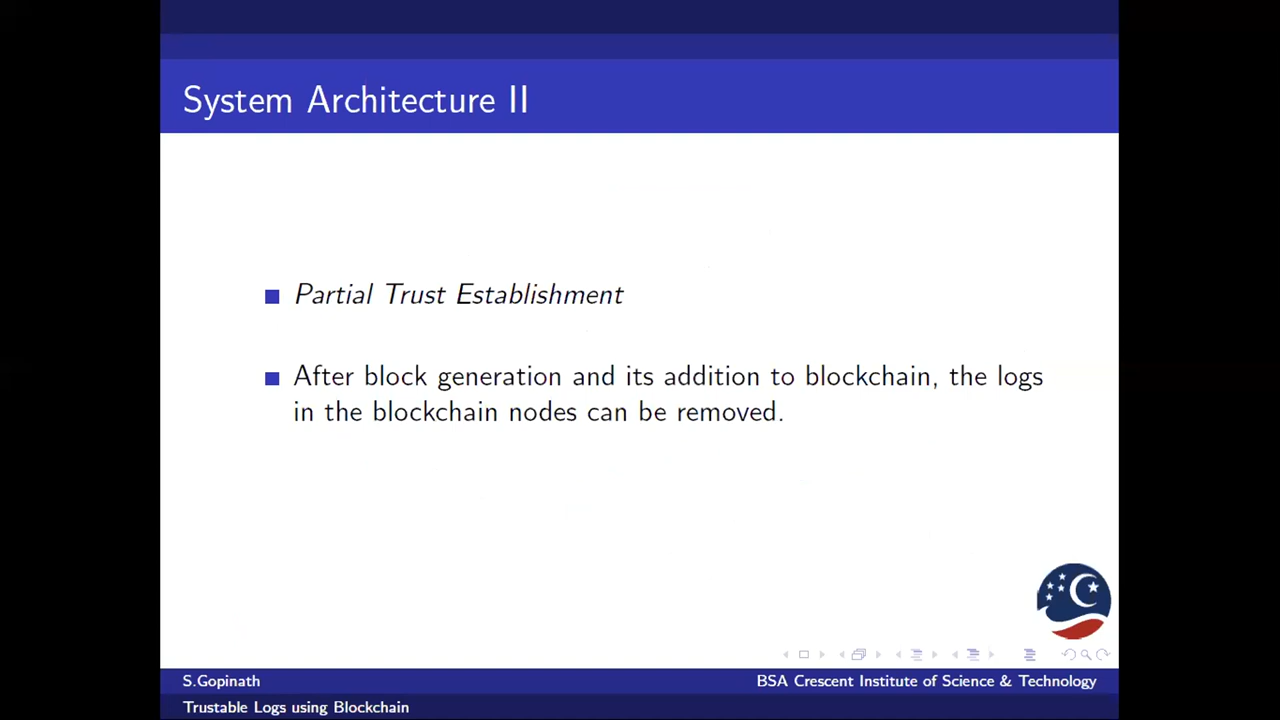 System Architecture II
Partial Trust Establishment
After block generation and its addition to blockchain, the logs
in the blockchain nodes can be removed.
S.Gopinath
BSA Crescent Institute of Science & Technology
Trustable Logs using Blockchain